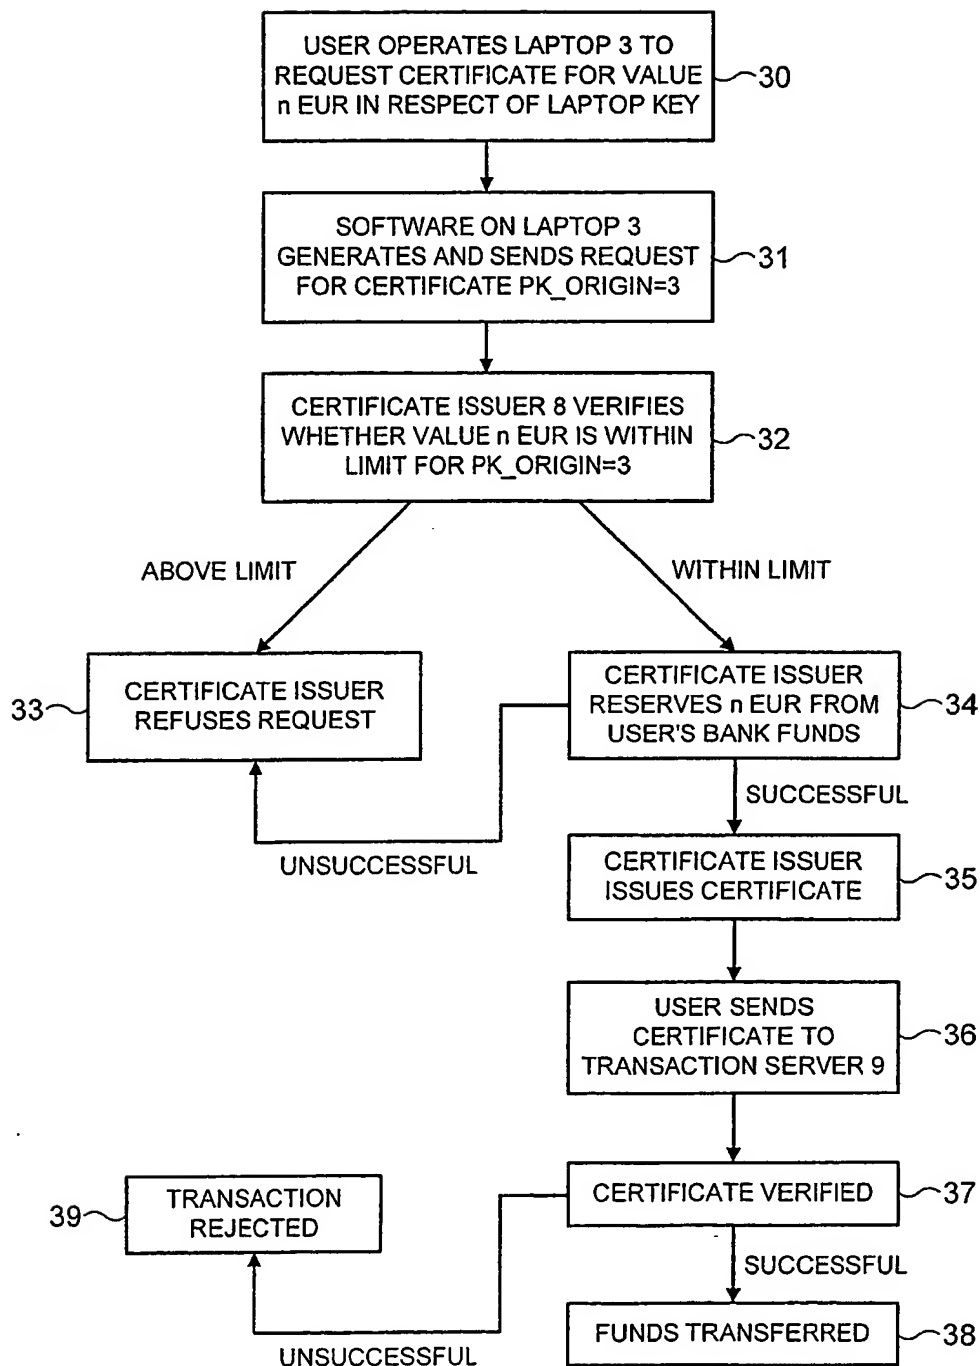 USER OPERATES LAPTOP 3 TO
REQUEST CERTIFICATE FOR VALUE
n EUR IN RESPECT OF LAPTOP KEY
30
SOFTWARE ON LAPTOP 3
GENERATES AND SENDS REQUEST
FOR CERTIFICATE PK_ORIGIN=3
31
CERTIFICATE ISSUER 8 VERIFIES
WHETHER VALUE n EUR IS WITHIN
LIMIT FOR PK_ORIGIN=3
32
ABOVE LIMIT
WITHIN LIMIT
33
CERTIFICATE ISSUER
REFUSES REQUEST
CERTIFICATE ISSUER
RESERVES n EUR FROM
USER'S BANK FUNDS
34
SUCCESSFUL
UNSUCCESSFUL
CERTIFICATE ISSUER
ISSUES CERTIFICATE
35
USER SENDS
CERTIFICATE TO
TRANSACTION SERVER 9
36
CERTIFICATE VERIFIED
37
39
TRANSACTION
REJECTED
SUCCESSFUL
UNSUCCESSFUL
FUNDS TRANSFERRED
38